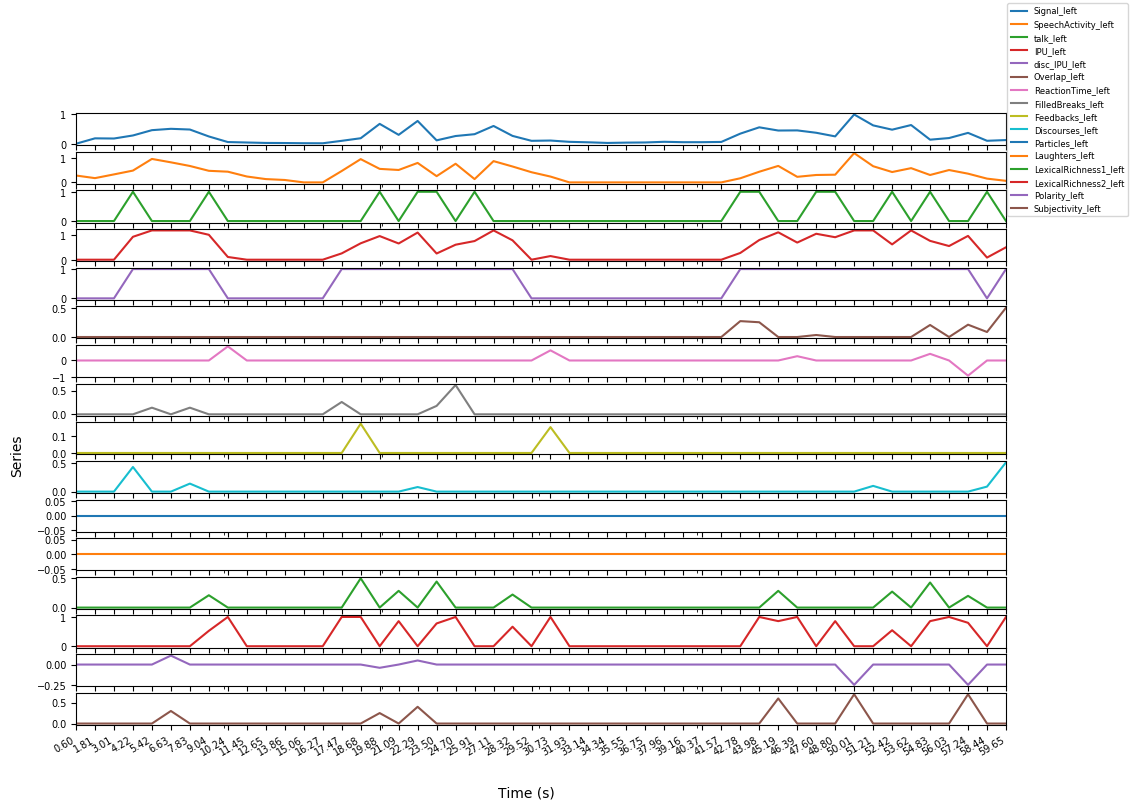 Signal_left
SpeechActivity_left
talk_left
IPU_left
disc_IPU_left
Overlap_left
ReactionTime_left
FilledBreaks_left
Feedbacks_left
Discourses_left
Particles_left
Laughters_left
LexicalRichness1_left
LexicalRichness2_left
Polarity_left
Subjectivity_left
1
0
1
0
1
0
1
0
1
0
0.5
0.0
0
−1
0.5
0.0
0.1
0.0
0.5
0.0
0.05
0.00
−0.05
0.05
0.00
−0.05
0.5
0.0
1
0
0.00
−0.25
0.5
0.0
Series
0.60 1.81 3.01 4.22 5.42 6.63 7.83 9.04 10.24 11.45 12.65 13.86 15.06 16.27 17.47 18.68 19.88 21.09 22.29 23.50 24.70 25.91 27.11 28.32 29.52 30.73 31.93 33.14 34.34 35.55 36.75 37.96 39.16 40.37 41.57 42.78 43.98 45.19 46.39 47.60 48.80 50.01 51.21 52.42 53.62 54.83 56.03 57.24 58.44 59.65
Time (s)